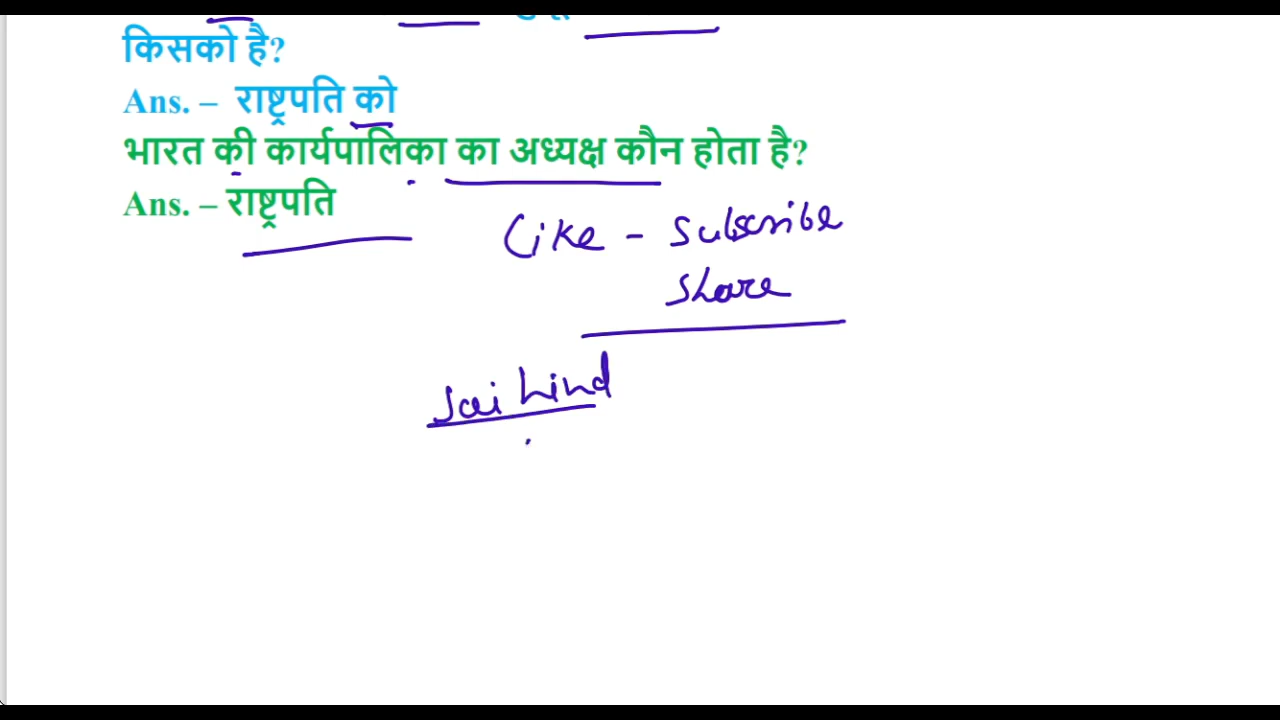 किसको है?
Ans. – राष्ट्रपति को
भारत की कार्यपालिका का अध्यक्ष कौन होता है?
Ans. – राष्ट्रपति
Like - Subscribe
Share
Jai hind